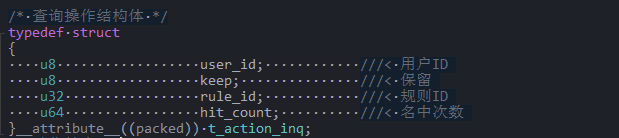 /* 查询操作结构体 */
typedef struct
{
    u8                  user_id;            ///< 用户ID
    u8                  keep;               ///< 保留
    u32                 rule_id;            ///< 规则ID
    u64                 hit_count;          ///< 名中次数
}__attribute__((packed)) t_action_inq;